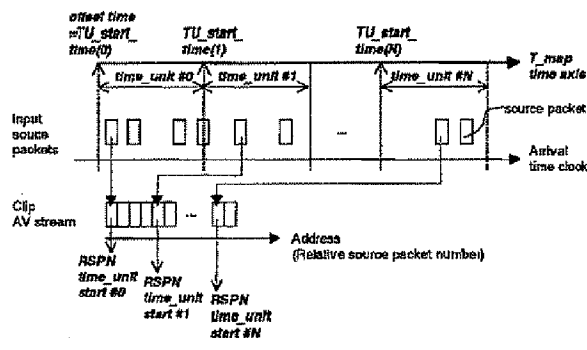 offset time
=TU_start_
time(0)
TU_start_
time(1)
TU_start_
time(N)
T_map
time axis
time_unit #0
time_unit #1
time_unit #N
source packet
Input
souce
packets
...
Arrival
time clock
Clip
AV stream
...
Address
(Relative source packet number)
RSPN
time_unit
start #0
RSPN
time_unit
start #1
RSPN
time_unit
start #N